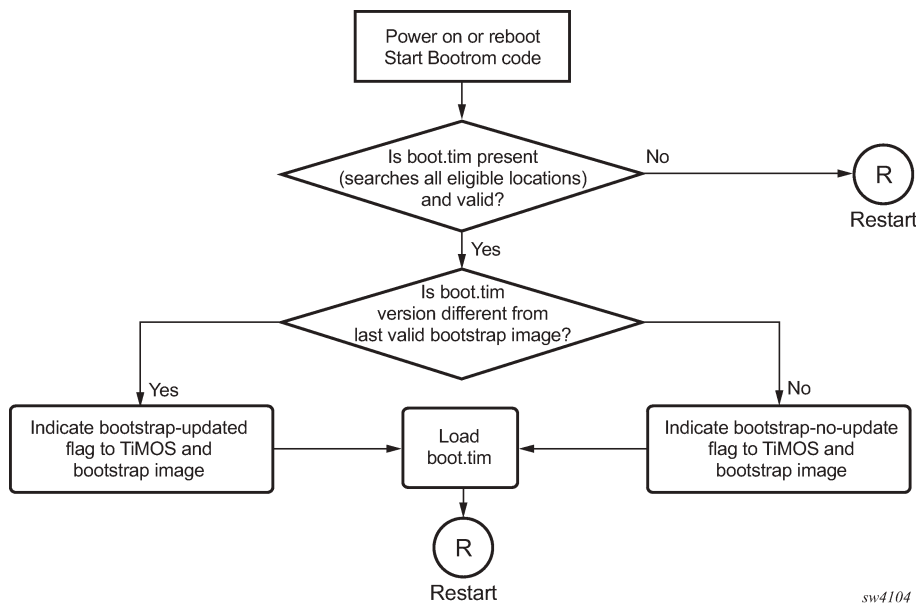 Power on or reboot
Start Bootrom code
Is boot.tim present
(searches all eligible locations)
and valid?
No
R
Restart
Yes
Is boot.tim
version different from
last valid bootstrap image?
Yes
No
Indicate bootstrap-updated
flag to TiMOS and
bootstrap image
Load
boot.tim
Indicate bootstrap-no-update
flag to TiMOS and
bootstrap image
R
Restart
sw4104